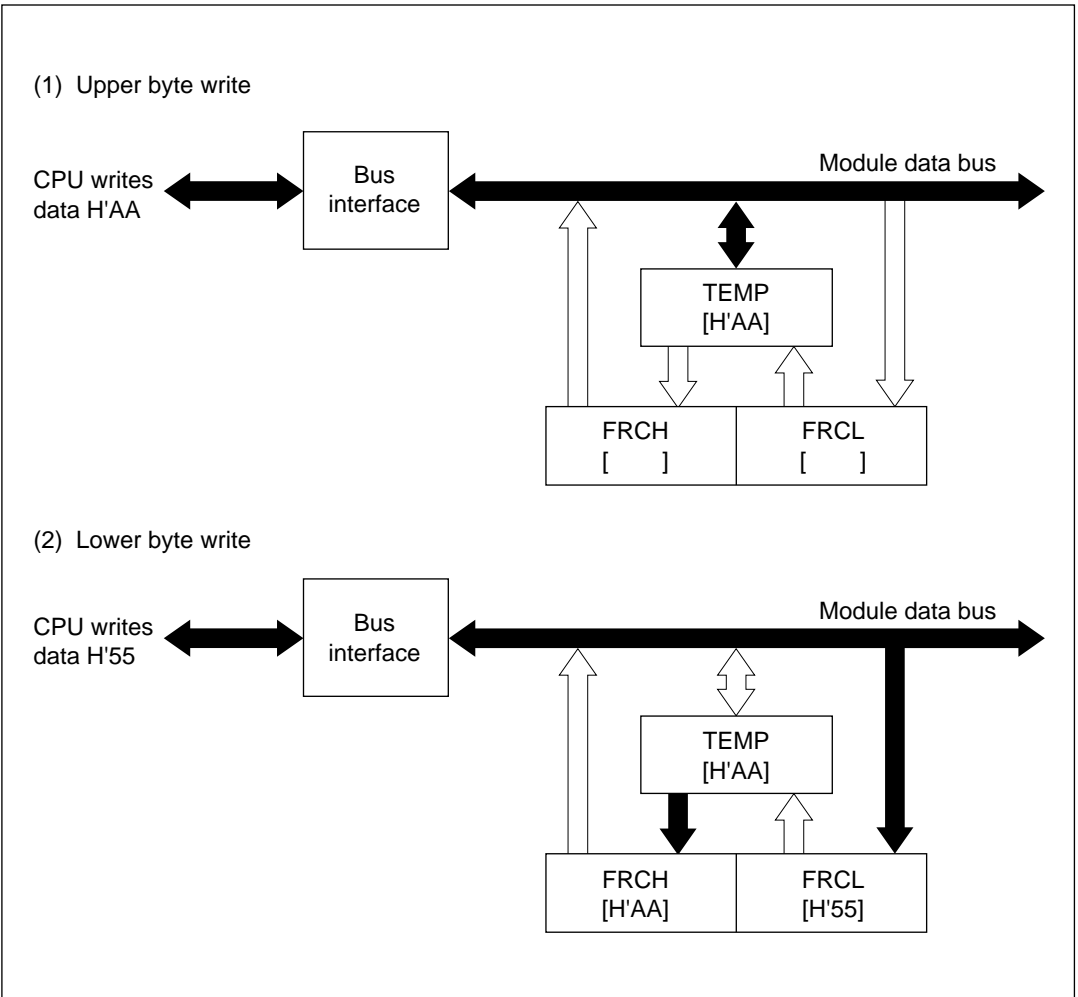 (1) Upper byte write
CPU writes
data H'AA
Bus
interface
Module data bus
TEMP
[H'AA]
FRCH
[ ]
FRCL
[ ]
(2) Lower byte write
CPU writes
data H'55
Bus
interface
Module data bus
TEMP
[H'AA]
FRCH
[H'AA]
FRCL
[H'55]